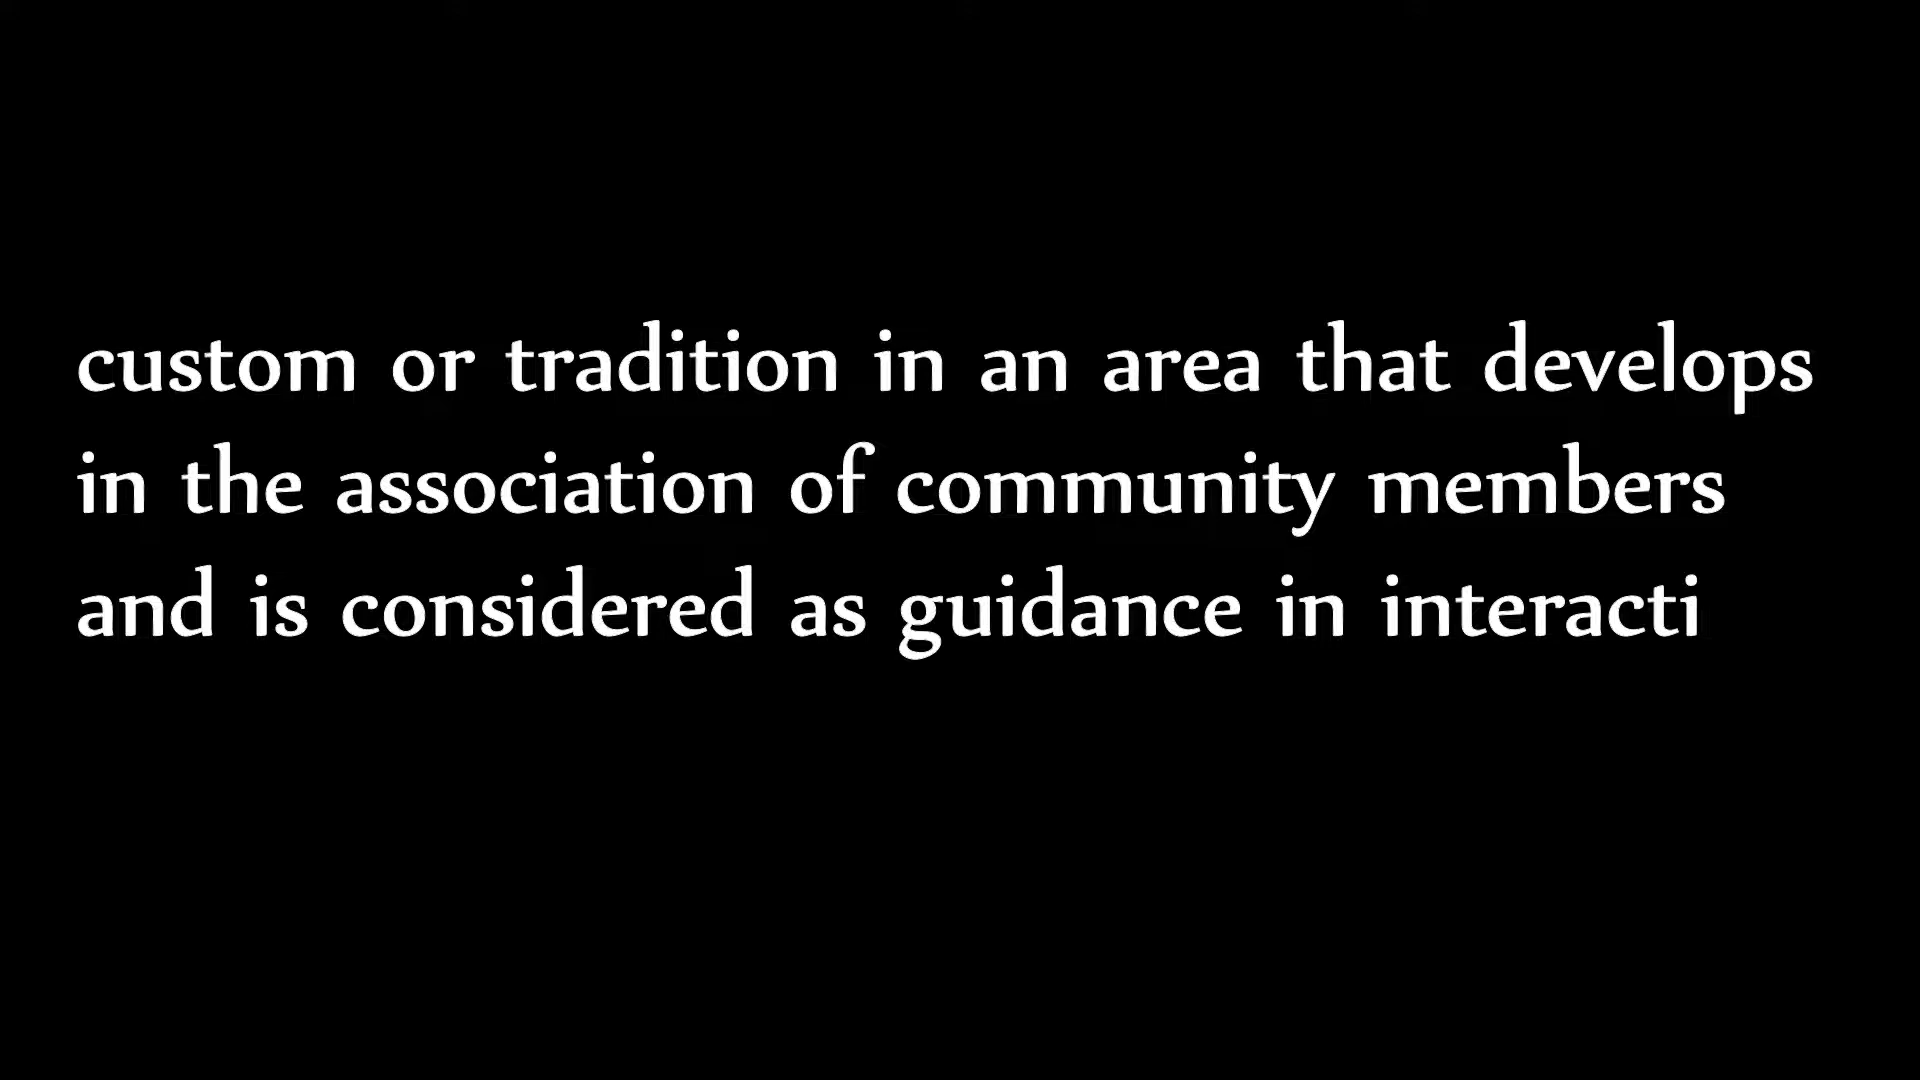 custom or tradition in an area that develops
in the association of community members
and is considered as guidance in interacti